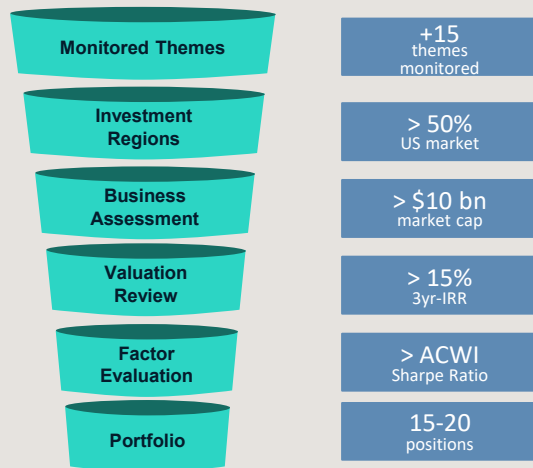 Monitored Themes
+15
themes
monitored
Investment
Regions
> 50%
US market
Business
Assessment
> $10 bn
market cap
Valuation
Review
> 15%
3yr-IRR
Factor
Evaluation
> ACWI
Sharpe Ratio
Portfolio
15-20
positions